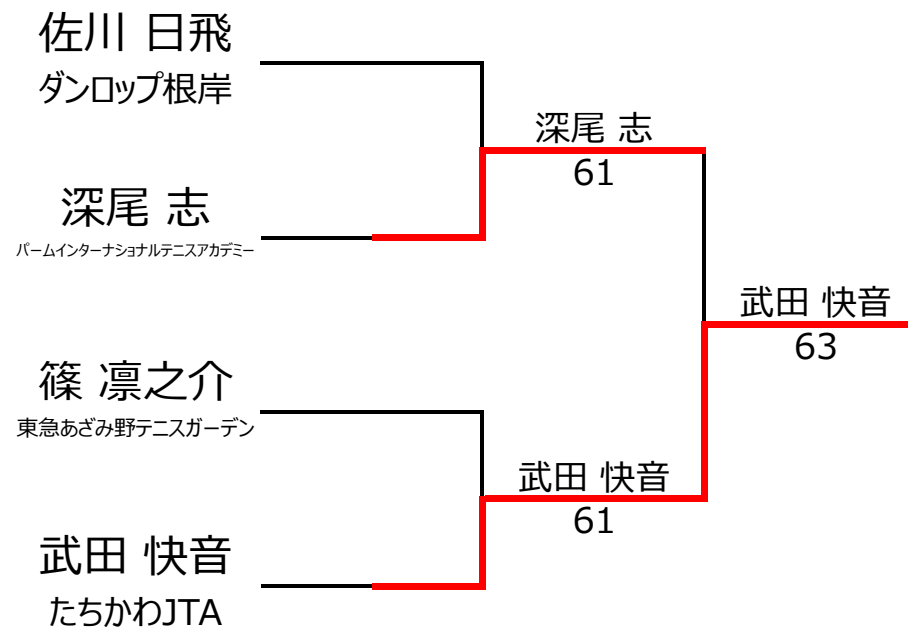 佐川 日飛
ダンロップ根岸
深尾 志
61
深尾 志
パームインターナショナルテニスアカデミー
武田 快音
63
篠 凛之介
東急あざみ野テニスガーデン
武田 快音
61
武田 快音
たちかわJTA